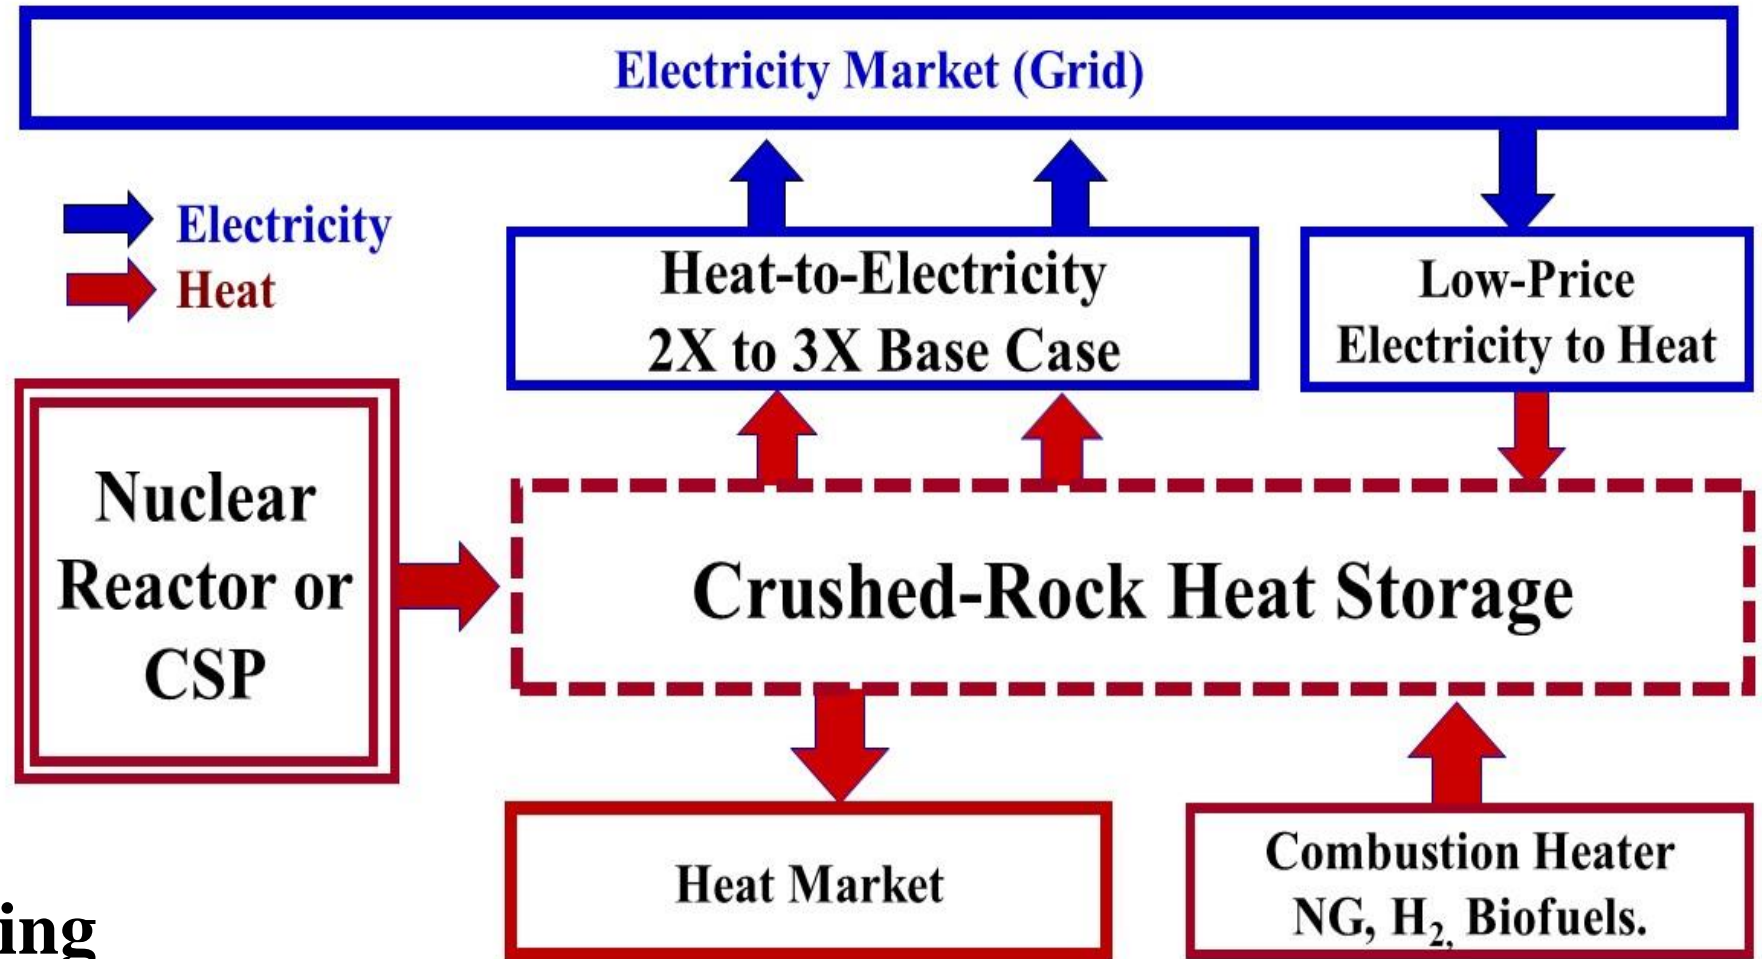 Electricity Market (Grid)
Electricity
Heat
Heat-to-Electricity
2X to 3X Base Case
Low-Price
Electricity to Heat
Nuclear
Reactor or
CSP
Crushed-Rock Heat Storage
Heat Market
Combustion Heater
NG, H₂, Biofuels.
ing